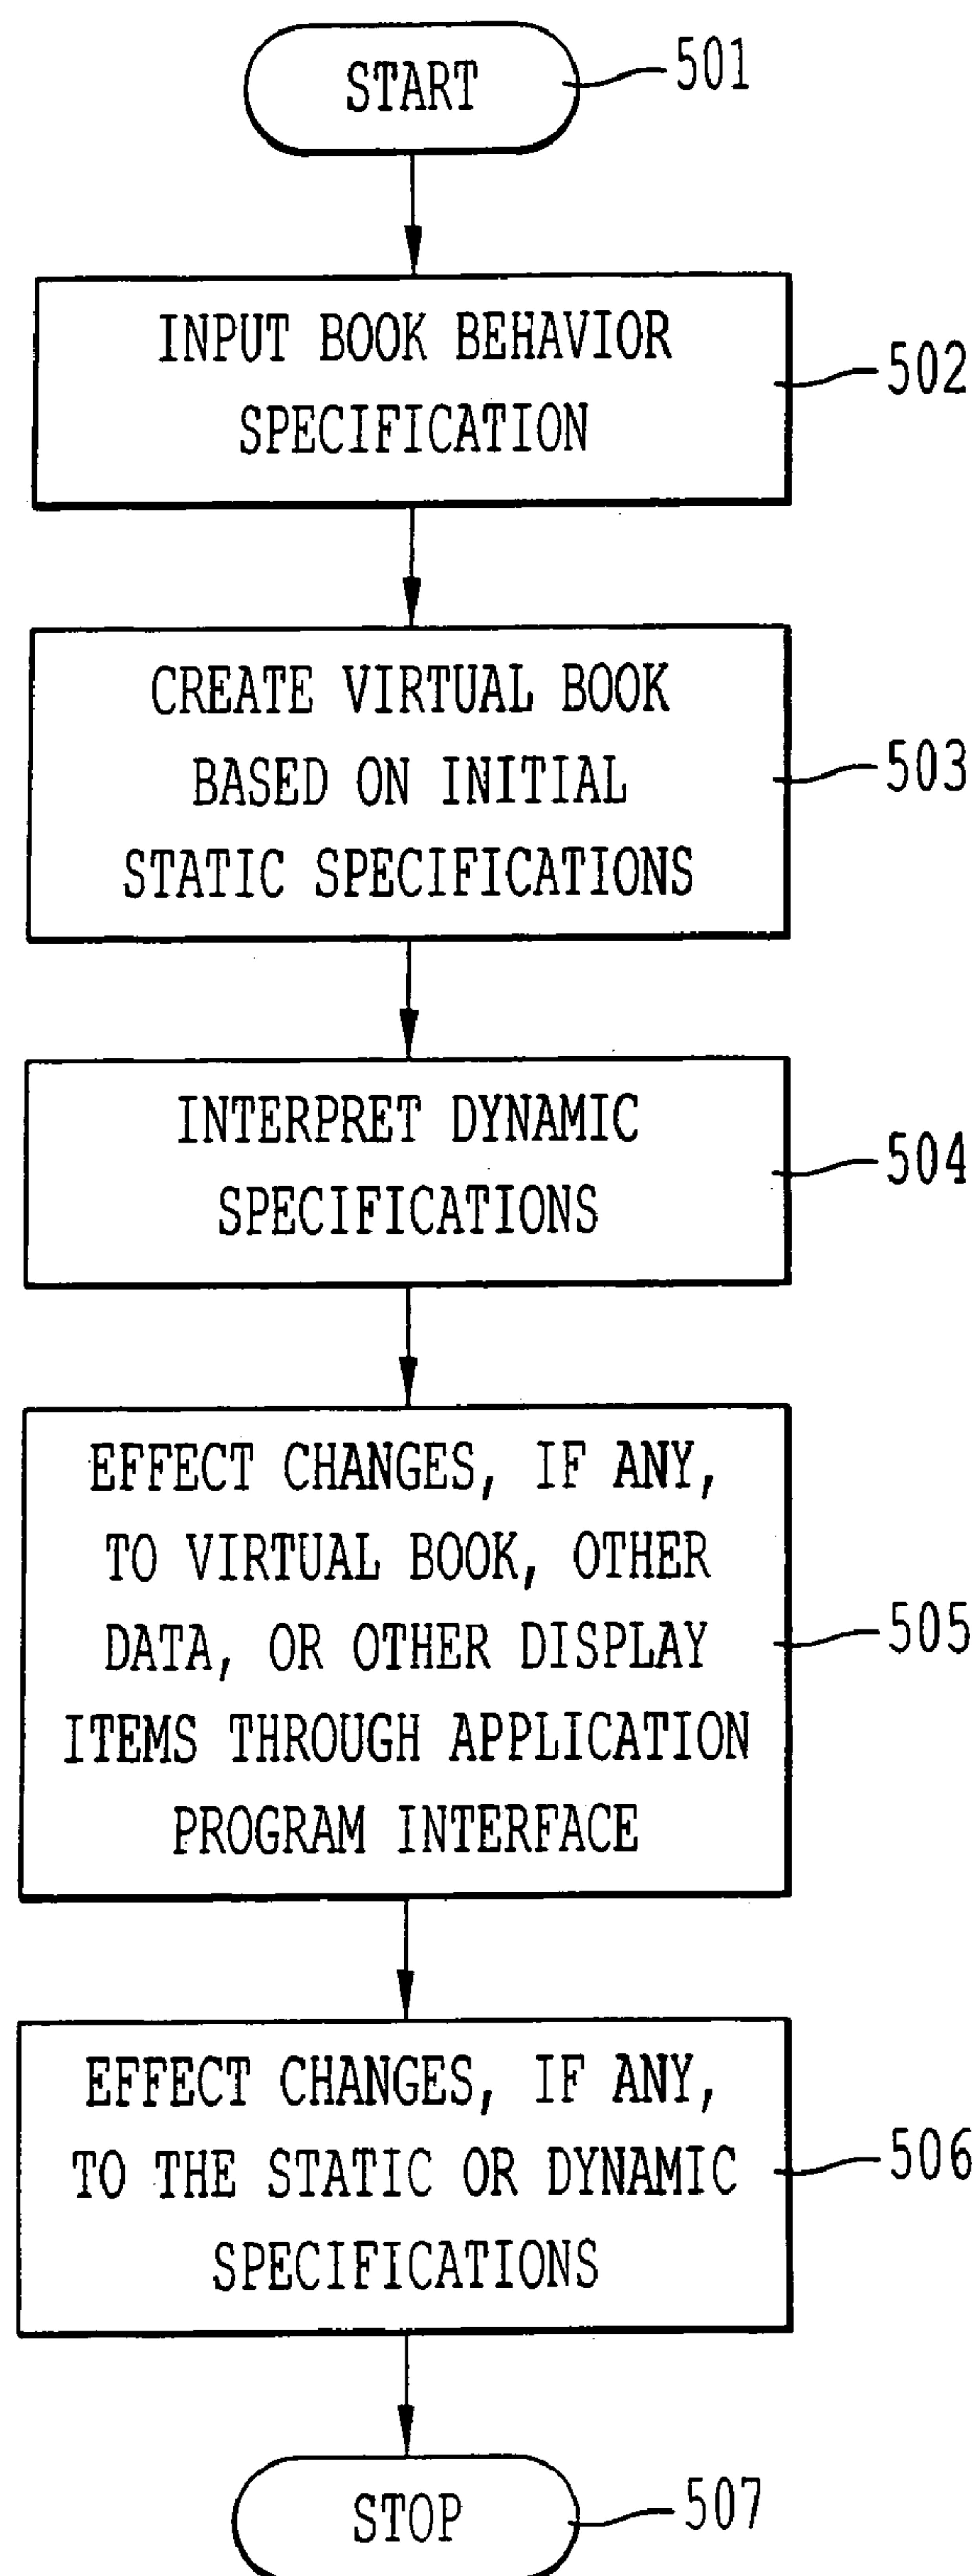 START
501
INPUT BOOK BEHAVIOR
SPECIFICATION
502
CREATE VIRTUAL BOOK
BASED ON INITIAL
STATIC SPECIFICATIONS
503
INTERPRET DYNAMIC
SPECIFICATIONS
504
EFFECT CHANGES, IF ANY,
TO VIRTUAL BOOK, OTHER
DATA, OR OTHER DISPLAY
ITEMS THROUGH APPLICATION
PROGRAM INTERFACE
505
EFFECT CHANGES, IF ANY,
TO THE STATIC OR DYNAMIC
SPECIFICATIONS
506
STOP
507